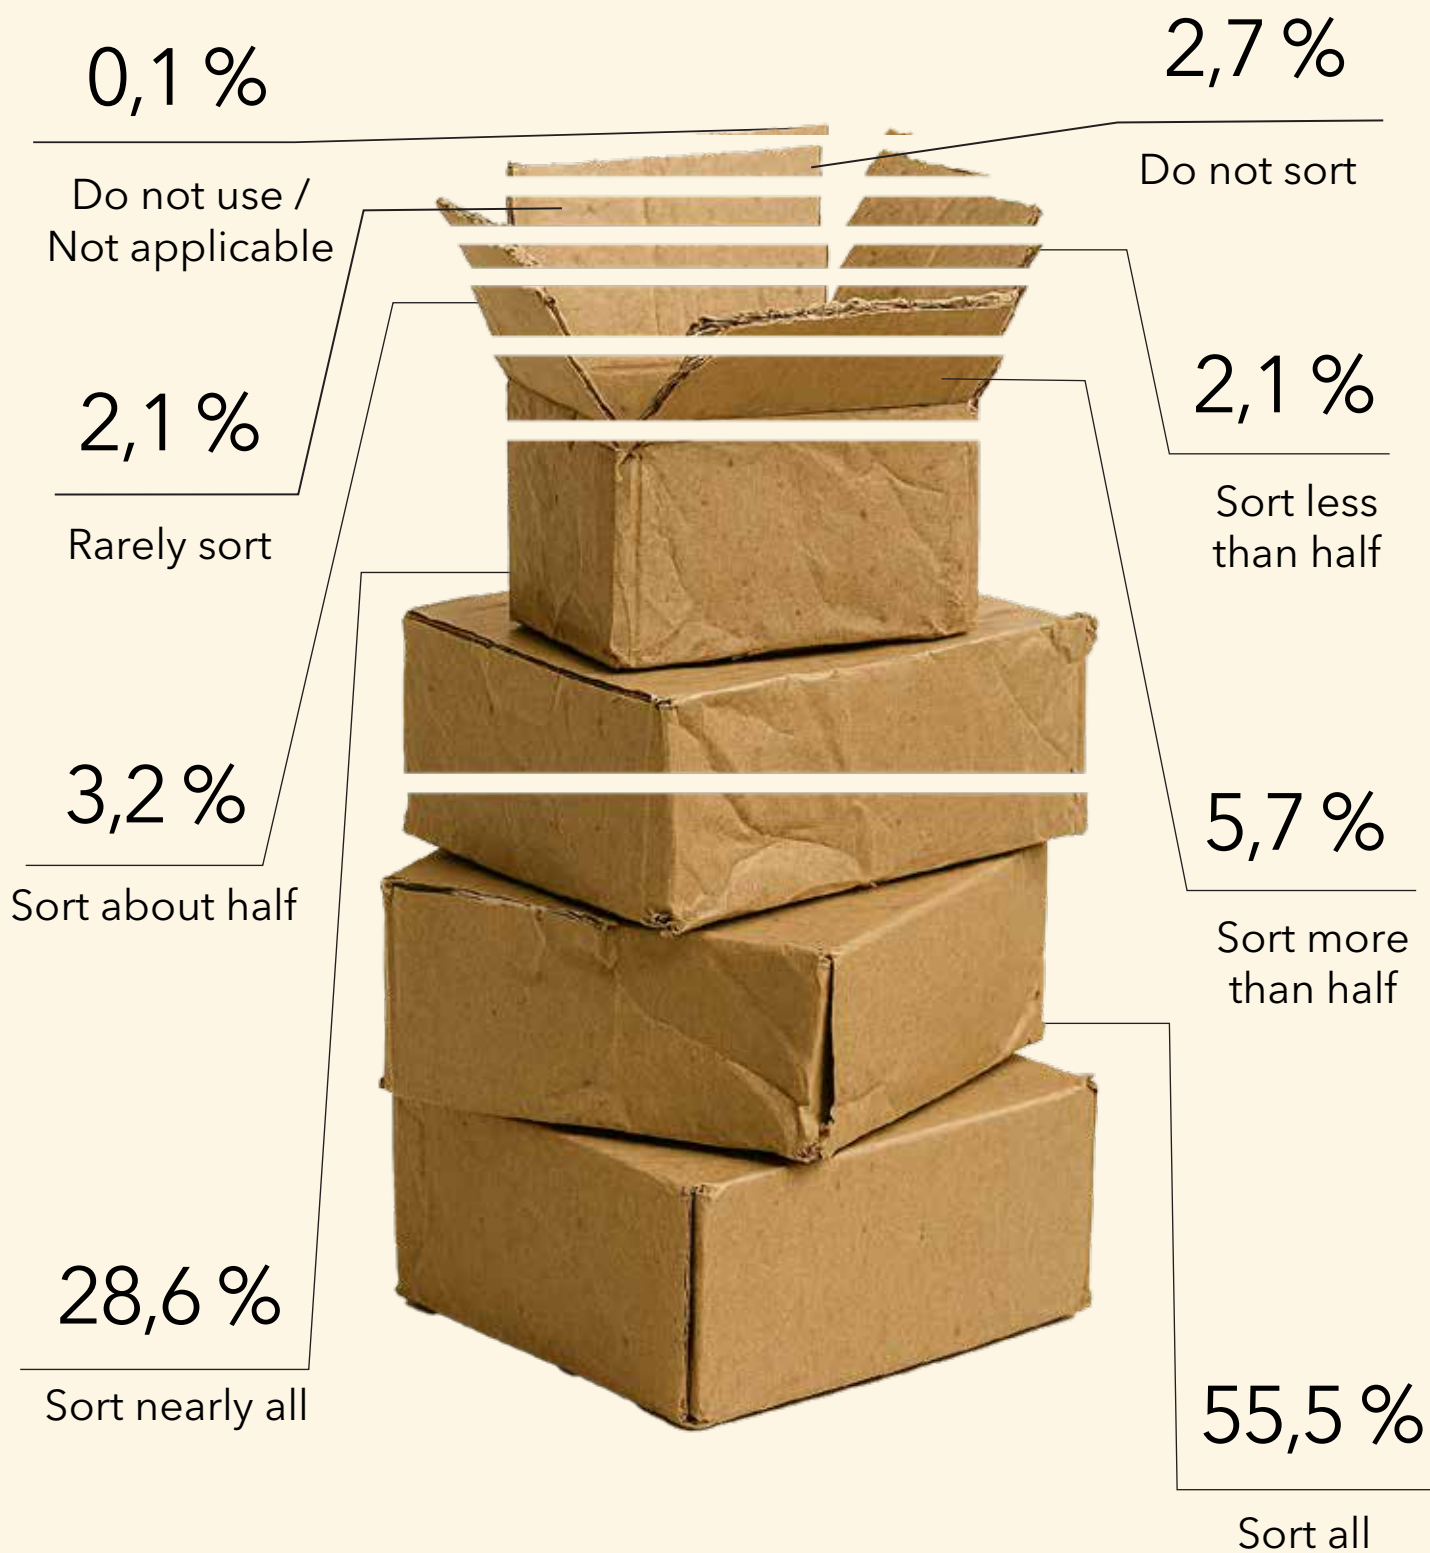 0,1 %
Do not use /
Not applicable
2,7 %
Do not sort
2,1 %
Rarely sort
2,1 %
Sort less
than half
3,2 %
Sort about half
5,7 %
Sort more
than half
28,6 %
Sort nearly all
55,5 %
Sort all